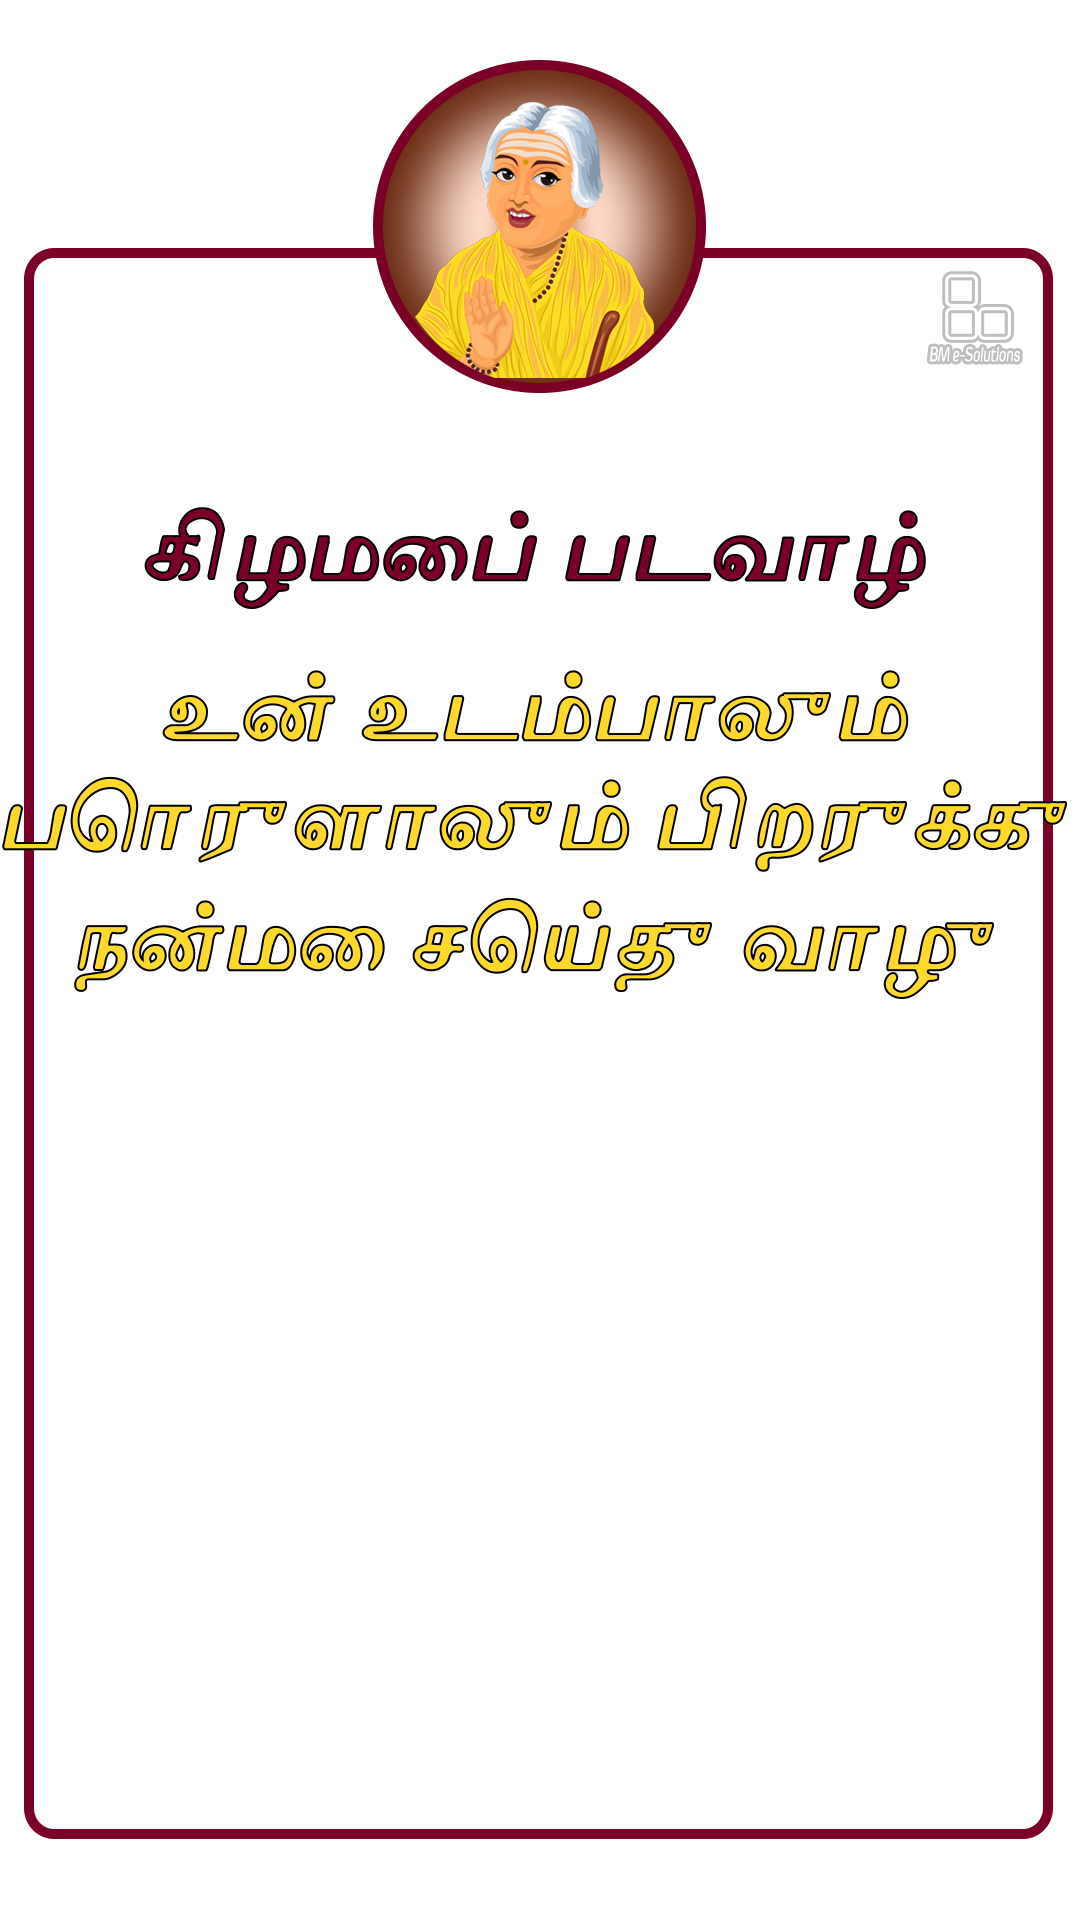 BM e-Solutions
கிழமைப் படவாழ்
உன் உடம்பாலும்
பொருளாலும் பிறருக்கு
நன்மை செய்து வாழு